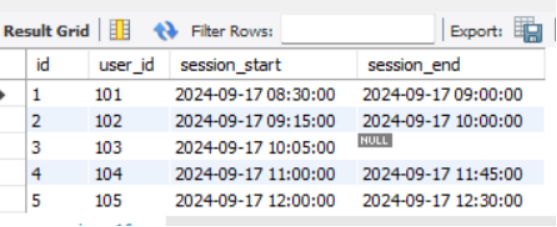 Result Grid Filter Rows: Export:
id user_id session_start session_end
1 101 2024-09-17 08:30:00 2024-09-17 09:00:00
2 102 2024-09-17 09:15:00 2024-09-17 10:00:00
3 103 2024-09-17 10:05:00 NULL
4 104 2024-09-17 11:00:00 2024-09-17 11:45:00
5 105 2024-09-17 12:00:00 2024-09-17 12:30:00